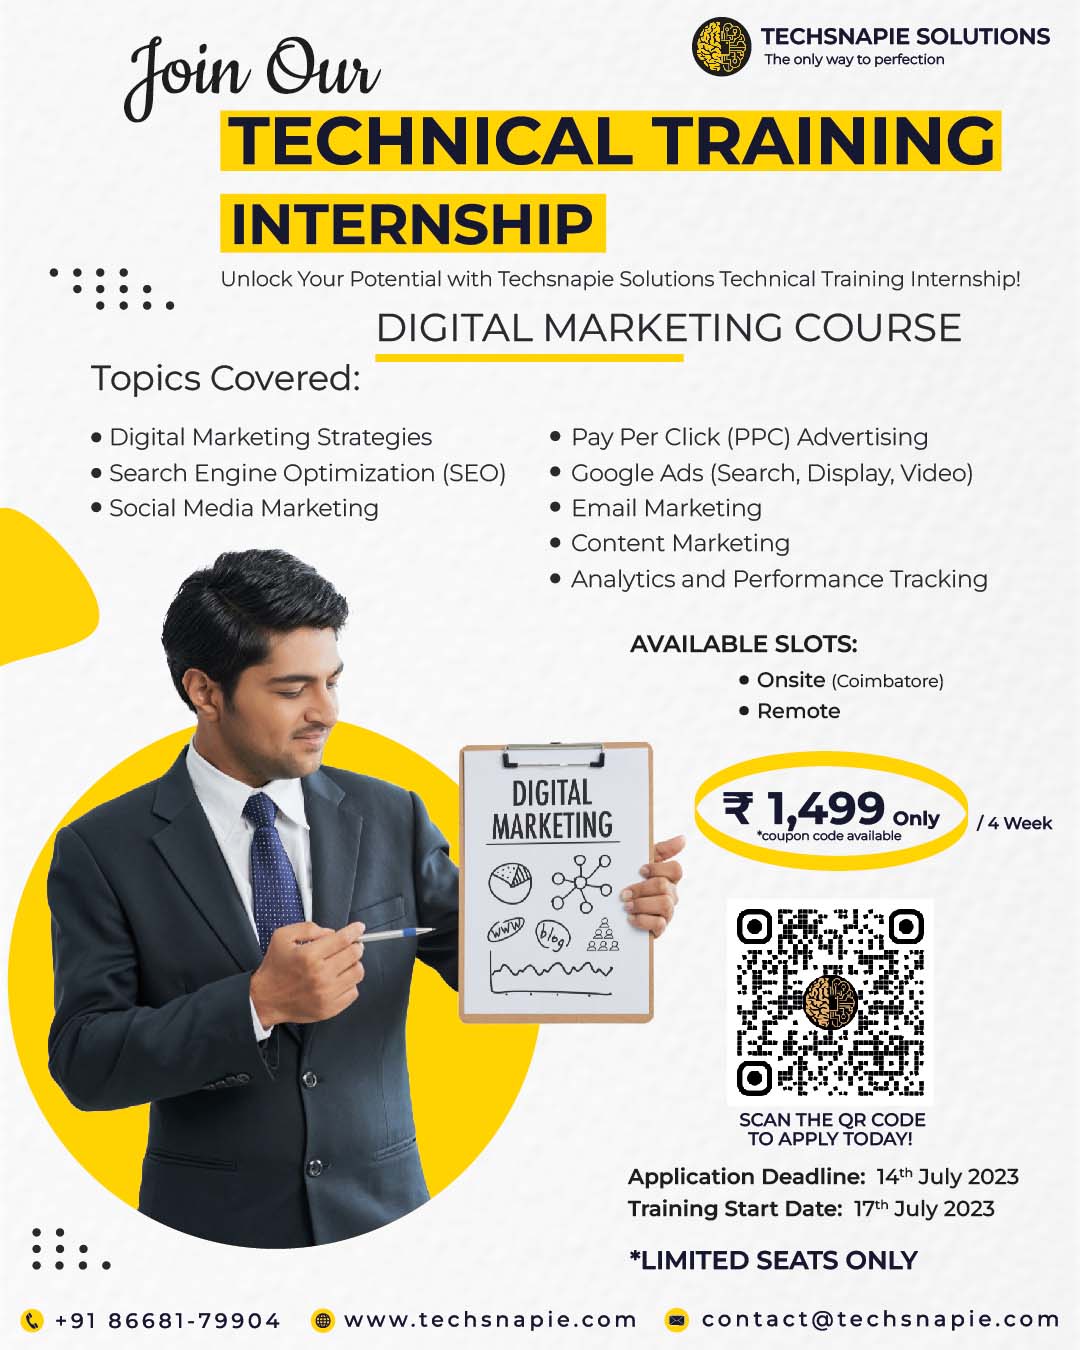 TECHSNAPIE SOLUTIONS
The only way to perfection
Join Our
TECHNICAL TRAINING
INTERNSHIP
Unlock Your Potential with Techsnapie Solutions Technical Training Internship!
DIGITAL MARKETING COURSE
Topics Covered:
• Digital Marketing Strategies
• Search Engine Optimization (SEO)
• Social Media Marketing
• Pay Per Click (PPC) Advertising
• Google Ads (Search, Display, Video)
• Email Marketing
• Content Marketing
• Analytics and Performance Tracking
AVAILABLE SLOTS:
• Onsite (Coimbatore)
• Remote
DIGITAL
MARKETING
www
blog
₹ 1,499 Only / 4 Week
*coupon code available
SCAN THE QR CODE
TO APPLY TODAY!
Application Deadline: 14th July 2023
Training Start Date: 17th July 2023
*LIMITED SEATS ONLY
+91 86681-79904 www.techsnapie.com contact@techsnapie.com